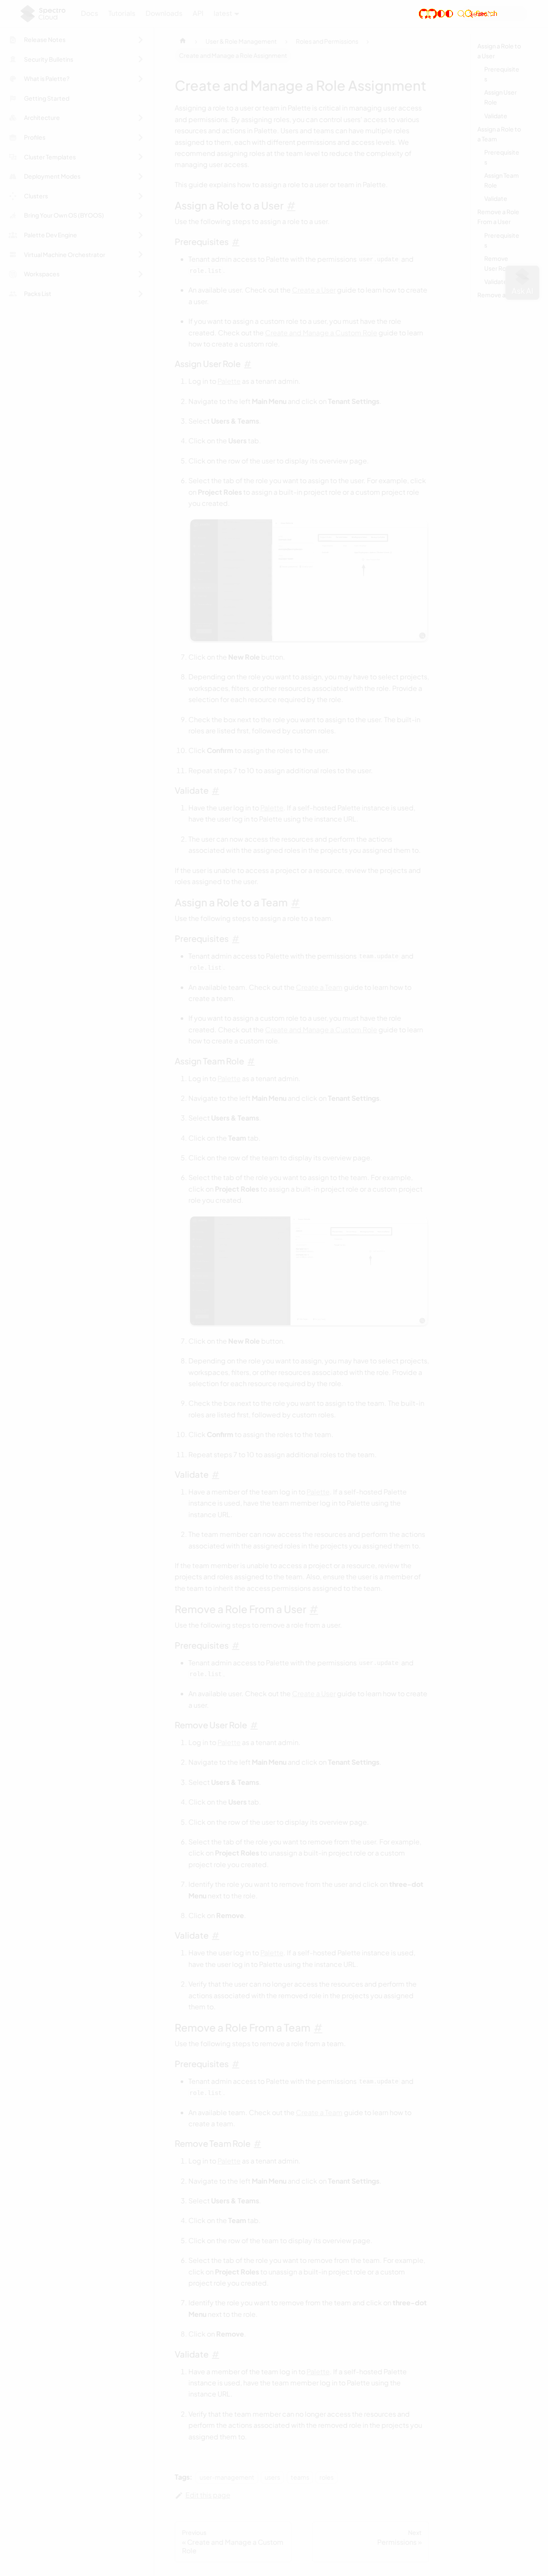 Spectro
Cloud
Docs
Tutorials
Downloads
API
Search
Release Notes
Security Bulletins
What is Palette?
Getting Started
Architecture
Profiles
Cluster Templates
Deployment Modes
Clusters
Palette Dev Engine
Virtual Machine Orchestrator
Workspaces
User & Role Management
Roles and Permissions
Create and Manage a Role Assignment
Create and Manage a Role Assignment
Assigning a role to a user or team in Palette is critical in managing user access
and permissions. By assigning roles, you can control users' access to various
resources and actions in Palette. Users and teams can have multiple roles
assigned to them, each with different permissions and access levels. We
recommend assigning roles at the team level to reduce the complexity of
managing user access.
This guide explains how to assign a role to a user or team in Palette.
Assign a Role to a User #
Use the following steps to assign a role to a user.
Prerequisites #
Tenant admin access to Palette with the permissions user.update and
role.list.
An available user. Check out the Create a User guide to learn how to create
a user.
If you want to assign a custom role to a user, you must have the role
created. Check out the Create and Manage a Custom Role guide to learn
how to create a custom role.
Assign User Role #
1. Log in to Palette as a tenant admin.
2. Navigate to the left Main Menu and click on Tenant Settings.
3. Select Users & Teams.
4. Click on the Users tab.
5. Click on the row of the user to display its overview page.
6. Select the tab of the role you want to assign to the user. For example, click
on Project Roles to assign a built-in project role or a custom project role
you created.
7. Click on the New Role button.
8. Depending on the role you want to assign, you may have to select projects,
workspaces, filters, or other resources associated with the role. Provide a
selection for each resource required by the role.
9. Check the box next to the role you want to assign to the user. The built-in
roles are listed first, followed by custom roles.
10. Click Confirm to assign the roles to the user.
11. Repeat steps 7 to 10 to assign additional roles to the user.
Validate #
1. Have the user log in to Palette. If a self-hosted Palette instance is used,
have the user log in to Palette using the instance URL.
2. The user can now access the resources and perform the actions
associated with the assigned roles in the projects you assigned them to.
If the user is unable to access a project or a resource, review the projects and
roles assigned to the user.
Assign a Role to a Team #
Use the following steps to assign a role to a team.
Prerequisites #
Tenant admin access to Palette with the permissions team.update and
role.list.
An available team. Check out the Create a Team guide to learn how to
create a team.
If you want to assign a custom role to a user, you must have the role
created. Check out the Create and Manage a Custom Role guide to learn
how to create a custom role.
Assign Team Role #
1. Log in to Palette as a tenant admin.
2. Navigate to the left Main Menu and click on Tenant Settings.
3. Select Users & Teams.
4. Click on the Team tab.
5. Click on the row of the team to display its overview page.
6. Select the tab of the role you want to assign to the team. For example,
click on Project Roles to assign a built-in project role or a custom project
role you created.
7. Click on the New Role button.
8. Depending on the role you want to assign, you may have to select projects,
workspaces, filters, or other resources associated with the role. Provide a
selection for each resource required by the role.
9. Check the box next to the role you want to assign to the team. The built-in
roles are listed first, followed by custom roles.
10. Click Confirm to assign the roles to the team.
11. Repeat steps 7 to 10 to assign additional roles to the team.
Validate #
1. Have a member of the team log in to Palette. If a self-hosted Palette
instance is used, have the team member log in to Palette using the
instance URL.
2. The team member can now access the resources and perform the actions
associated with the assigned roles in the projects you assigned them to.
If the team member is unable to access a project or a resource, review the
projects and roles assigned to the team. Also, ensure the user is a member of
the team to inherit the access permissions assigned to the team.
Remove a Role From a User #
Use the following steps to remove a role from a user.
Prerequisites #
Tenant admin access to Palette with the permissions user.update and
role.list.
An available user. Check out the Create a User guide to learn how to create
a user.
Remove User Role #
1. Log in to Palette as a tenant admin.
2. Navigate to the left Main Menu and click on Tenant Settings.
3. Select Users & Teams.
4. Click on the Users tab.
5. Click on the row of the user to display its overview page.
6. Select the tab of the role you want to remove from the user. For example,
click on Project Roles to unassign a built-in project role or a custom
project role you created.
7. Identify the role you want to remove from the user and click on three-dot
Menu next to the role.
8. Click on Remove.
Validate #
1. Have the user log in to Palette. If a self-hosted Palette instance is used,
have the user log in to Palette using the instance URL.
2. Verify that the user can no longer access the resources and perform the
actions associated with the removed role in the projects you assigned
them to.
Remove a Role From a Team #
Use the following steps to remove a role from a team.
Prerequisites #
Tenant admin access to Palette with the permissions team.update and
role.list.
An available team. Check out the Create a Team guide to learn how to
create a team.
Remove Team Role #
1. Log in to Palette as a tenant admin.
2. Navigate to the left Main Menu and click on Tenant Settings.
3. Select Users & Teams.
4. Click on the Team tab.
5. Click on the row of the team to display its overview page.
6. Select the tab of the role you want to remove from the team. For example,
click on Project Roles to unassign a built-in project role or a custom
project role you created.
7. Identify the role you want to remove from the team and click on three-dot
Menu next to the role.
8. Click on Remove.
Validate #
1. Have a member of the team log in to Palette. If a self-hosted Palette
instance is used, have the team member log in to Palette using the
instance URL.
2. Verify that the team member can no longer access the resources and
perform the actions associated with the removed role in the projects you
assigned them to.
Tags:
Edit this page
Previous
« Create and Manage a Custom
Role
Next
Permissions »